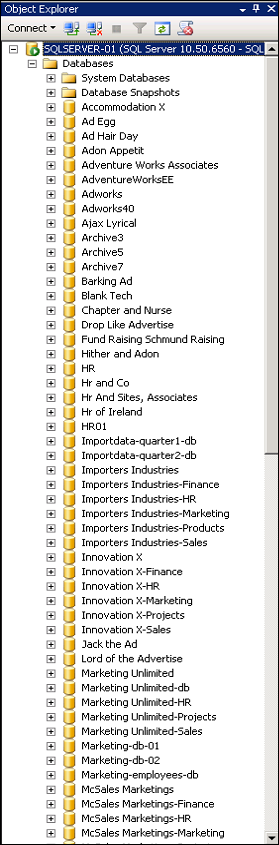 Object Explorer
Connect
SQLSERVER-01 (SQL Server 10.50.6560 - SQL
Databases
System Databases
Database Snapshots
Accommodation X
Ad Egg
Ad Hair Day
Adon Appetit
Adventure Works Associates
AdventureWorksEE
Adworks
Adworks40
Ajax Lyrical
Archive3
Archive5
Archive7
Barking Ad
Blank Tech
Chapter and Nurse
Drop Like Advertise
Fund Raising Schmund Raising
Hither and Adon
HR
Hr and Co
Hr And Sites, Associates
Hr of Ireland
HR01
Importdata-quarter1-db
Importdata-quarter2-db
Importers Industries
Importers Industries-Finance
Importers Industries-HR
Importers Industries-Marketing
Importers Industries-Products
Importers Industries-Sales
Innovation X
Innovation X-Finance
Innovation X-HR
Innovation X-Marketing
Innovation X-Projects
Innovation X-Sales
Jack the Ad
Lord of the Advertise
Marketing Unlimited
Marketing Unlimited-db
Marketing Unlimited-HR
Marketing Unlimited-Projects
Marketing Unlimited-Sales
Marketing-db-01
Marketing-db-02
Marketing-employees-db
McSales Marketings
McSales Marketings-Finance
McSales Marketings-HR
McSales Marketings-Marketing